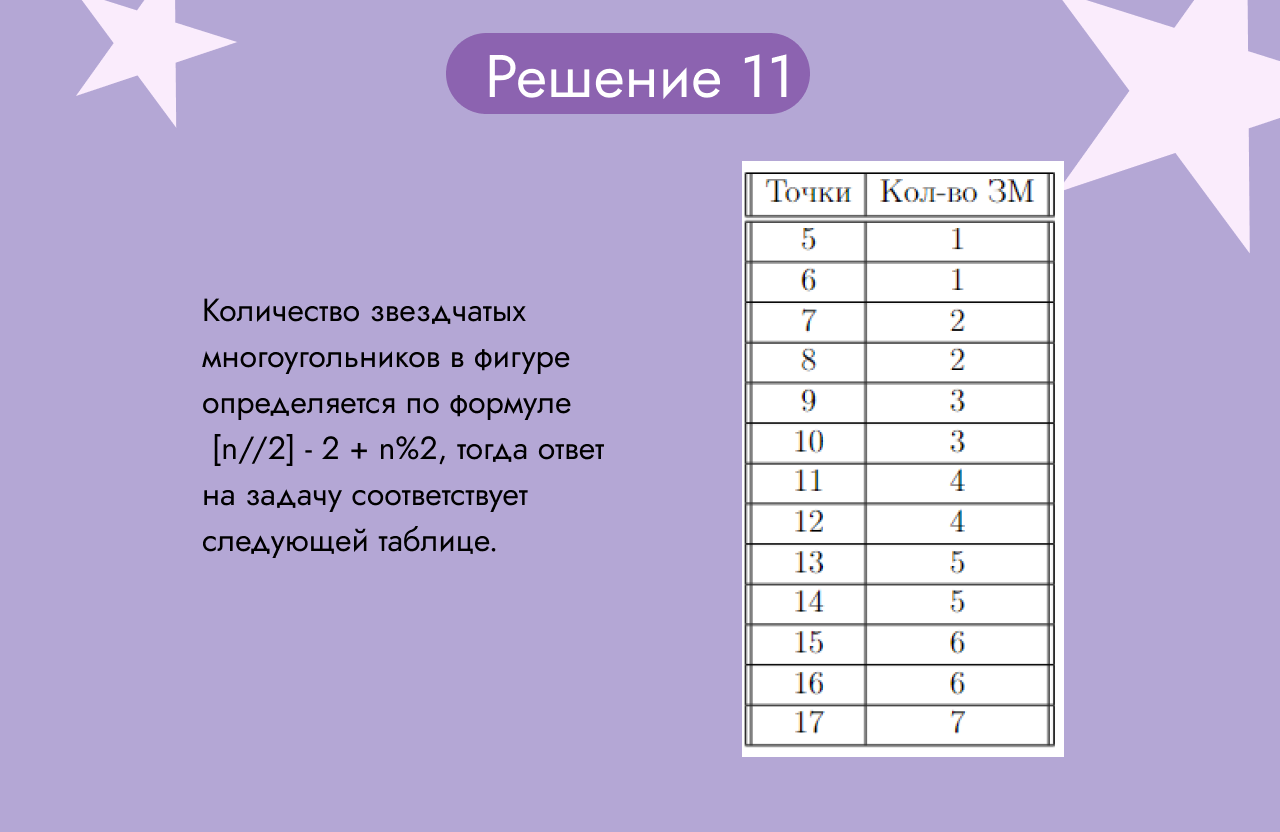 Решение 11
Количество звездчатых
многоугольников в фигуре
определяется по формуле
[n//2] - 2 + n%2, тогда ответ
на задачу соответствует
следующей таблице.
Точки Кол-во ЗМ
5 1
6 1
7 2
8 2
9 3
10 3
11 4
12 4
13 5
14 5
15 6
16 6
17 7